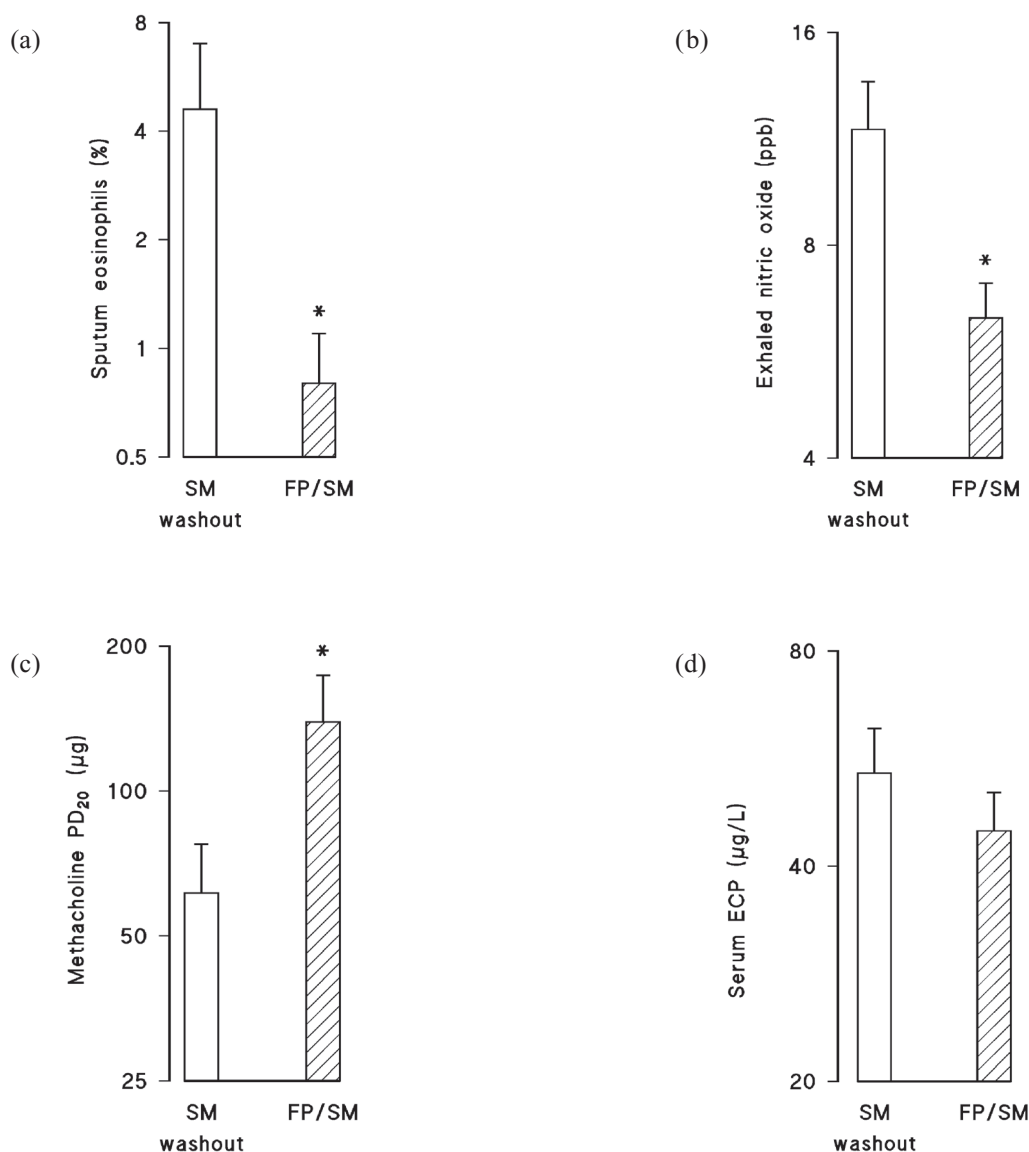 (a)
8
4
2
1
0.5
Sputum eosinophils (%)
*
SM
washout
FP/SM
(b)
16
8
4
Exhaled nitric oxide (ppb)
*
SM
washout
FP/SM
(c)
200
100
50
25
Methacholine PD₂₀ (µg)
*
SM
washout
FP/SM
(d)
80
40
20
Serum ECP (µg/L)
SM
washout
FP/SM